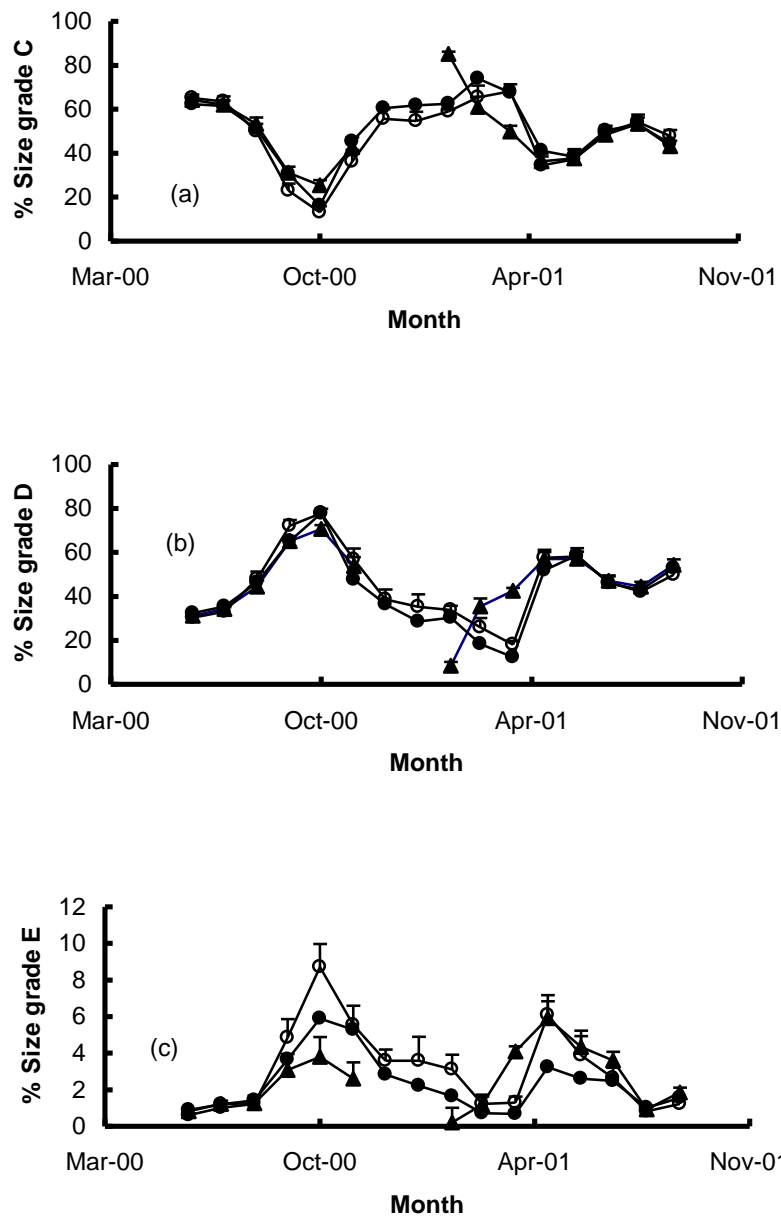 100
80
60
40
20
0
% Size grade C
(a)
Mar-00 Oct-00 Apr-01 Nov-01
Month
100
80
60
40
20
0
% Size grade D
(b)
Mar-00 Oct-00 Apr-01 Nov-01
Month
12
10
8
6
4
2
0
% Size grade E
(c)
Mar-00 Oct-00 Apr-01 Nov-0
Month